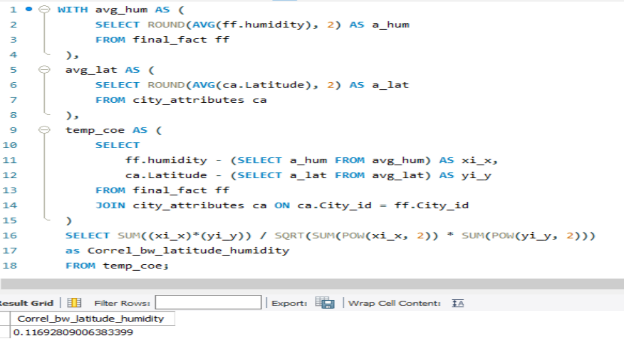 1 WITH avg_hum AS (
2 SELECT ROUND(AVG(ff.humidity), 2) AS a_hum
3 FROM final_fact ff
4 ),
5 avg_lat AS (
6 SELECT ROUND(AVG(ca.Latitude), 2) AS a_lat
7 FROM city_attributes ca
8 ),
9 temp_coe AS (
10 SELECT
11 ff.humidity - (SELECT a_hum FROM avg_hum) AS xi_x,
12 ca.Latitude - (SELECT a_lat FROM avg_lat) AS yi_y
13 FROM final_fact ff
14 JOIN city_attributes ca ON ca.City_id = ff.City_id
15 )
16 SELECT SUM((xi_x)*(yi_y)) / SQRT(SUM(POW(xi_x, 2)) * SUM(POW(yi_y, 2)))
17 as Correl_bw_latitude_humidity
18 FROM temp_coe;
Result Grid Filter Rows: Export: Wrap Cell Content: IA
Correl_bw_latitude_humidity
0.11692809006383399